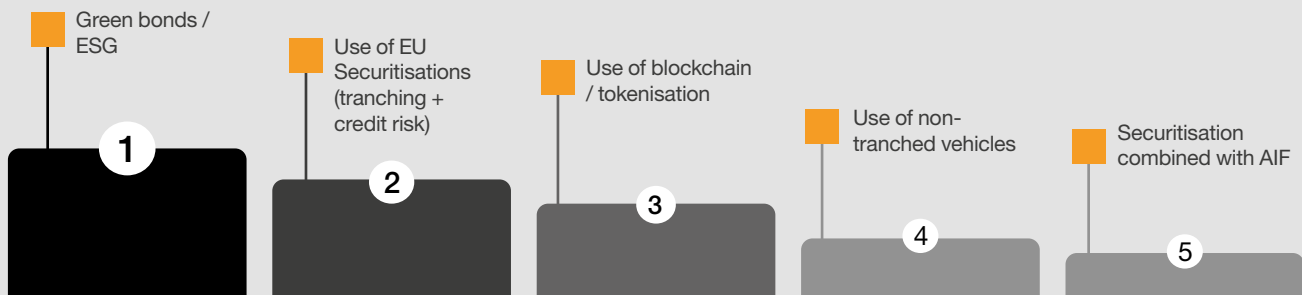 Green bonds /
ESG
1
Use of EU
Securitisations
(tranching +
credit risk)
2
Use of blockchain
/ tokenisation
3
Use of non-
tranched vehicles
4
Securitisation
combined with AIF
5